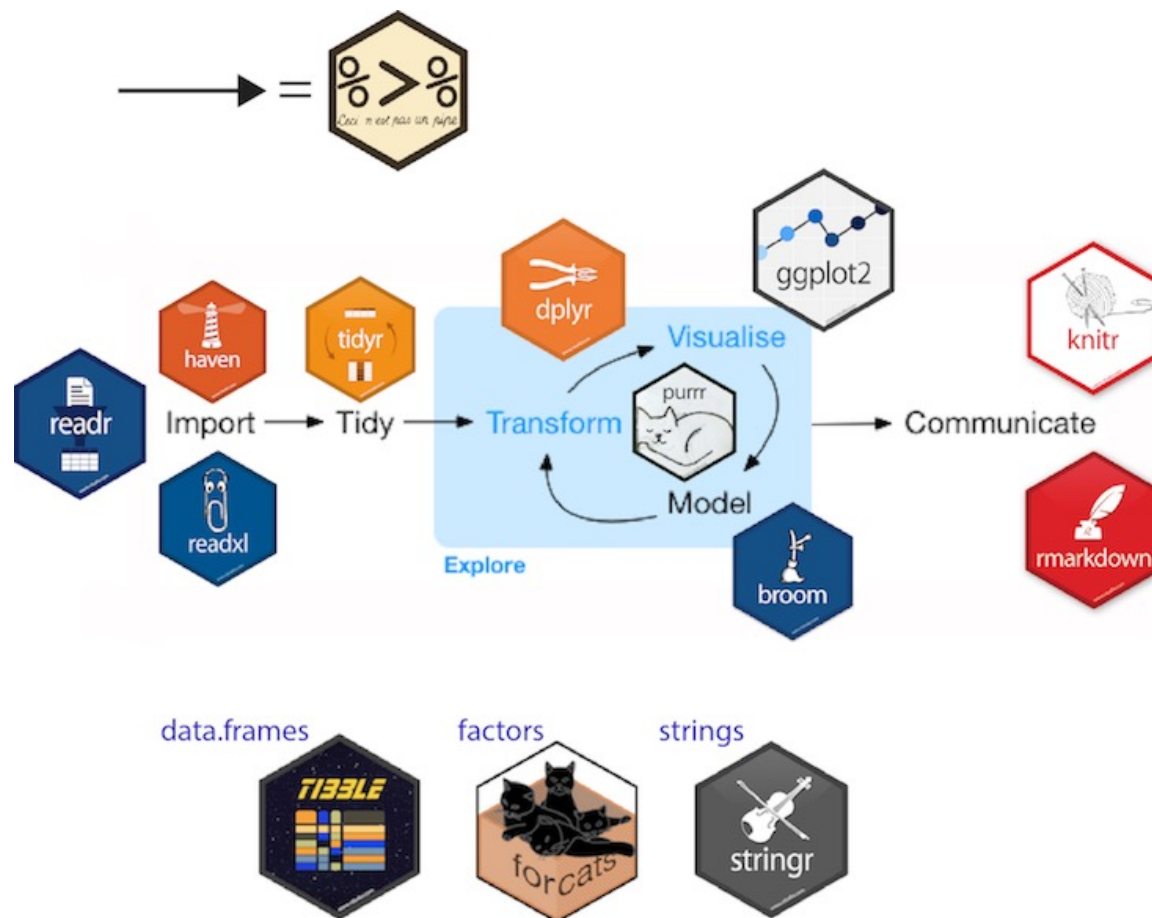 =
%>%
Ceci n'est pas un pipe
ggplot2
dplyr
Visualise
haven
tidyr
knitr
purrr
readr
Import
Tidy
Transform
Communicate
Model
readxl
Explore
broom
rmarkdown
data.frames
factors
strings
TIBBLE
forcats
stringr